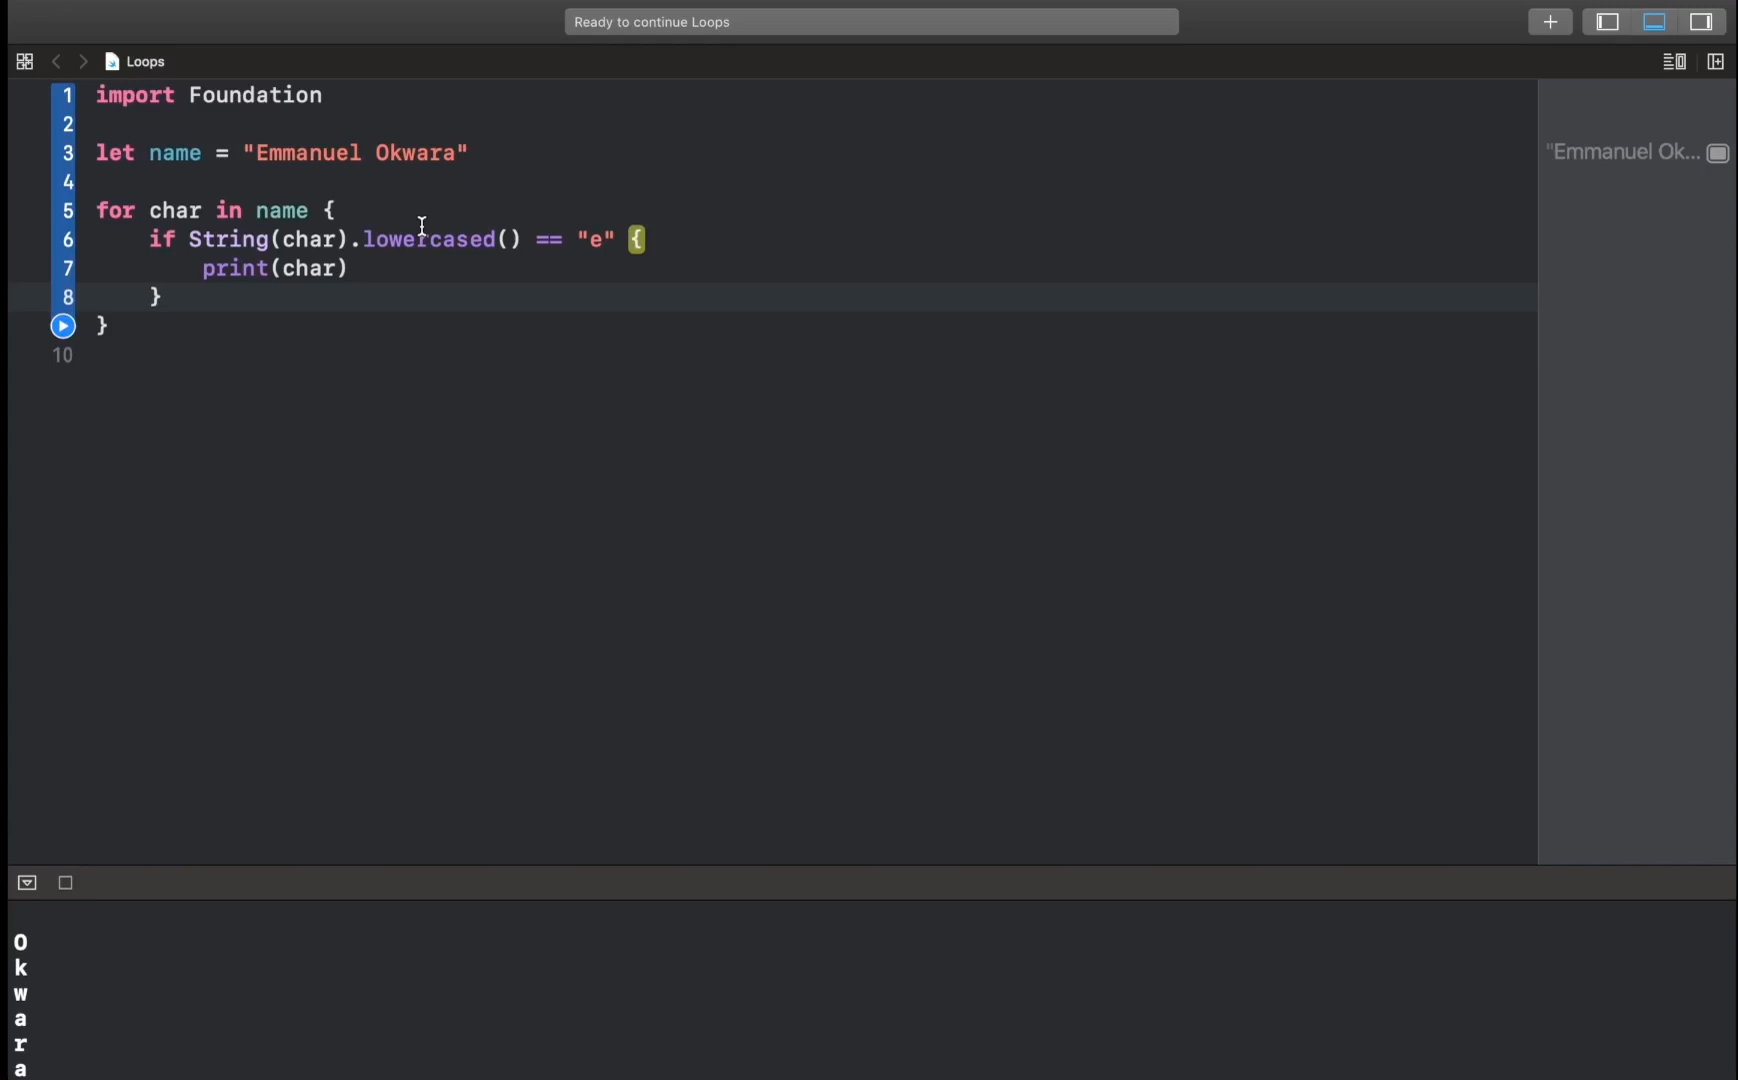 Ready to continue Loops
Loops
1 import Foundation
2
3 let name = "Emmanuel Okwara"
"Emmanuel Ok...
4
5 for char in name {
6 if String(char).lowercased() == "e" {
7 print(char)
8 }
}
10
O
k
w
a
r
a